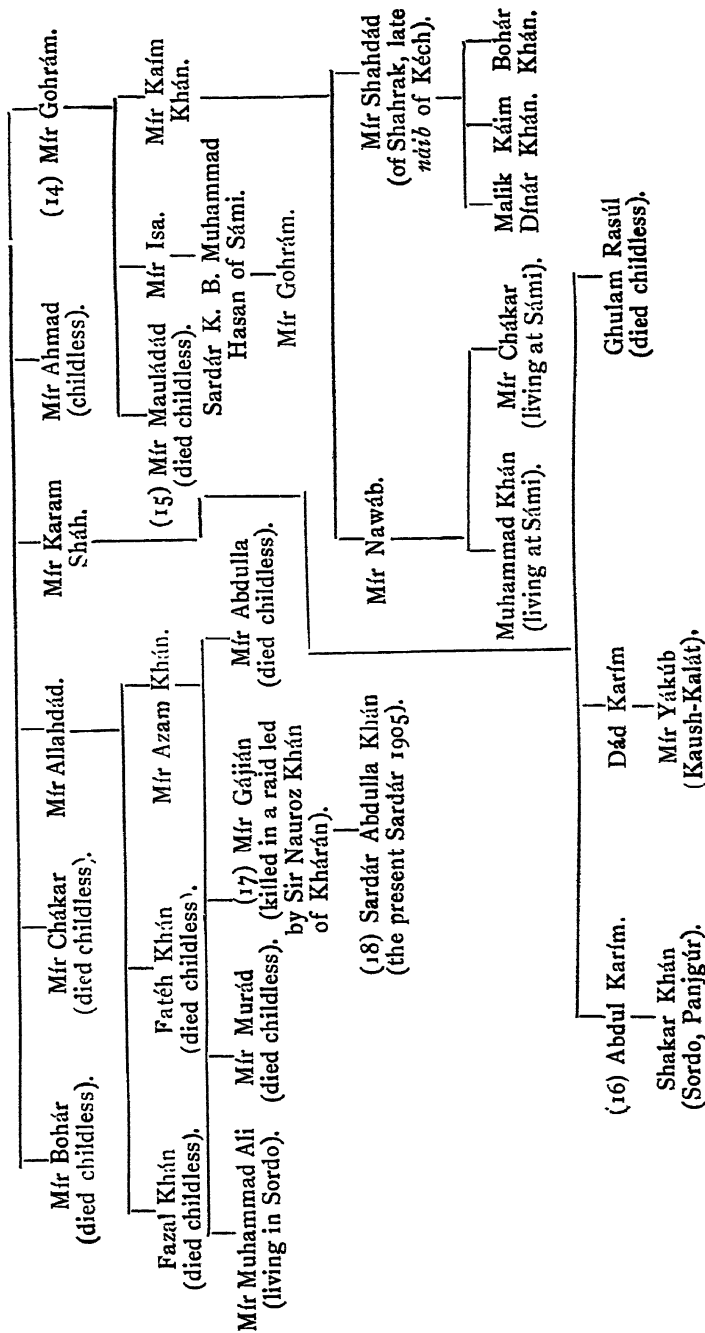 Mír Bohár
(died childless).
Mír Chákar
(died childless).
Mír Allahdád.
Mír Karam
Sháh.
Mír Ahmad
(childless).
(14) Mír Gohrám.
Fazal Khán
(died childless).
Fatéh Khán
(died childless).
Mír Azam Khán.
(15) Mír Mauládád
(died childless).
Mír Isa.
Sardár K. B. Muhammad
Hasan of Sámi.
Mír Gohrám.
Mír Kaím
Khán.
Mír Muhammad Ali
(living in Sordo).
Mír Murád
(died childless).
(17) Mír Gájián
(killed in a raid led
by Sir Nauroz Khán
of Khárán).
Mír Abdulla
(died childless).
(18) Sardár Abdulla Khán
(the present Sardár 1905).
Mír Nawáb.
Mír Shahdád
(of Shahrak, late
náib of Kéch).
Muhammad Khán
(living at Sámi).
Mír Chákar
(living at Sámi).
Malik
Dínár
Khán.
Káim
Khán.
Bohár
Khán.
(16) Abdul Karím.
Shakar Khán
(Sordo, Panjgúr).
Dád Karím
Mír Yákúb
(Kaush-Kalát).
Ghulam Rasúl
(died childless).